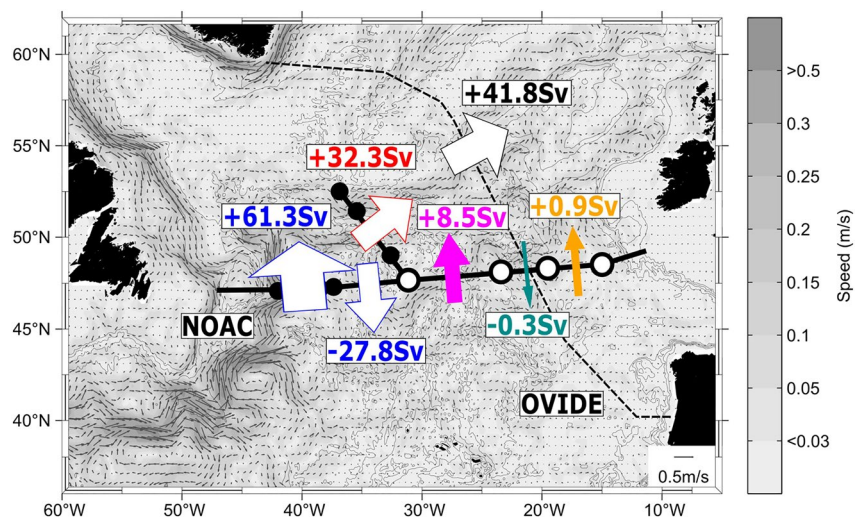 60°N
55°N
50°N
45°N
40°N
+41.8Sv
+32.3Sv
+61.3Sv
+8.5Sv
+0.9Sv
NOAC
-27.8Sv
-0.3Sv
OVIDE
0.5m/s
60°W
50°W
40°W
30°W
20°W
10°W
>0.5
0.3
0.25
0.2
0.15
0.1
0.05
<0.03
Speed (m/s)